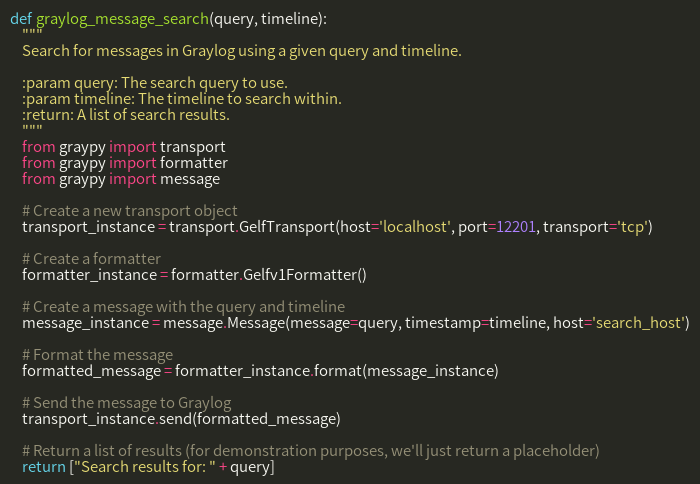 def graylog_message_search(query, timeline):
"""
Search for messages in Graylog using a given query and timeline.
:param query: The search query to use.
:param timeline: The timeline to search within.
:return: A list of search results.
"""
from graypy import transport
from graypy import formatter
from graypy import message
# Create a new transport object
transport_instance = transport.GelfTransport(host='localhost', port=12201, transport='tcp')
# Create a formatter
formatter_instance = formatter.Gelfv1Formatter()
# Create a message with the query and timeline
message_instance = message.Message(message=query, timestamp=timeline, host='search_host')
# Format the message
formatted_message = formatter_instance.format(message_instance)
# Send the message to Graylog
transport_instance.send(formatted_message)
# Return a list of results (for demonstration purposes, we'll just return a placeholder)
return ["Search results for: " + query]